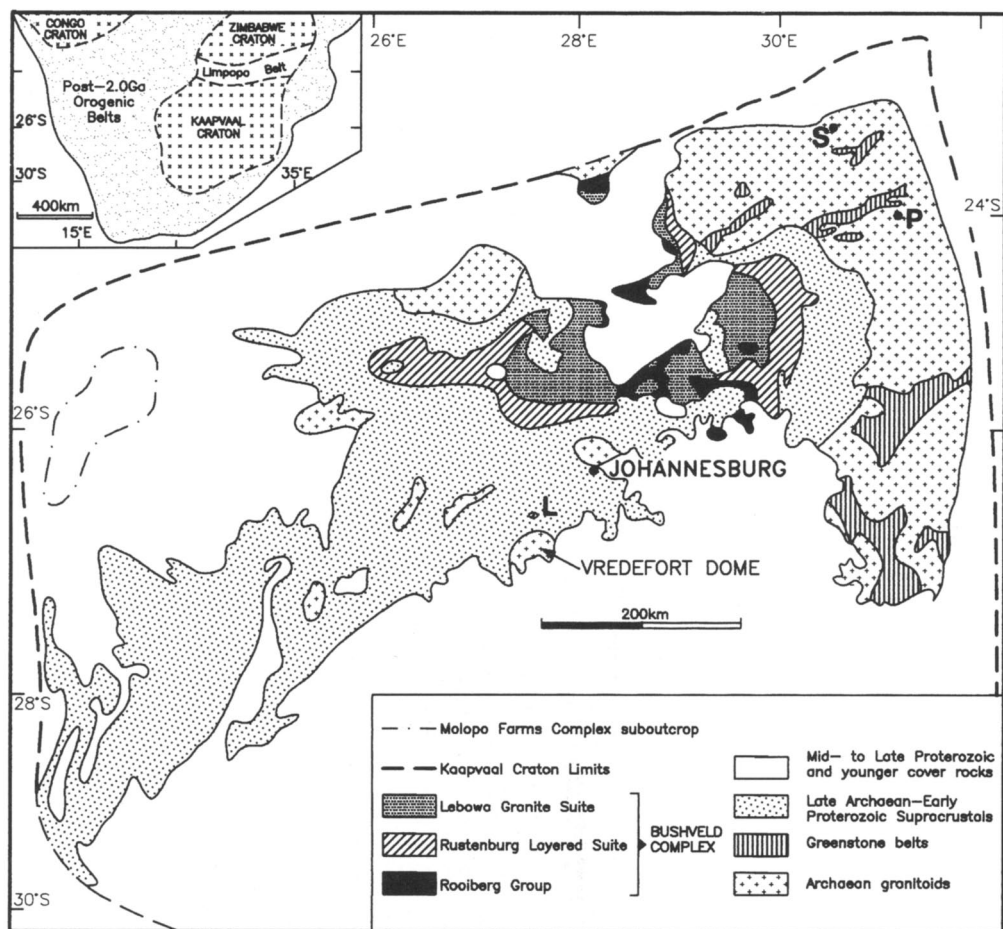 CONGO
CRATON
ZIMBABWE
CRATON
Limpopo Belt
Post-2.0Ga
Orogenic
Belts
KAAPVAAL
CRATON
26°S
30°S
35°E
400km
15°E
26°E
28°E
30°E
S
P
24°S
26°S
JOHANNESBURG
L
VREDEFORT DOME
200km
28°S
30°S
Molopo Farms Complex suboutcrop
Kaapvaal Craton Limits
Lebowa Granite Suite
Rustenburg Layered Suite
Rooiberg Group
BUSHVELD
COMPLEX
Mid- to Late Proterozoic
and younger cover rocks
Late Archaean-Early
Proterozoic Supracrustals
Greenstone belts
Archaean granitoids